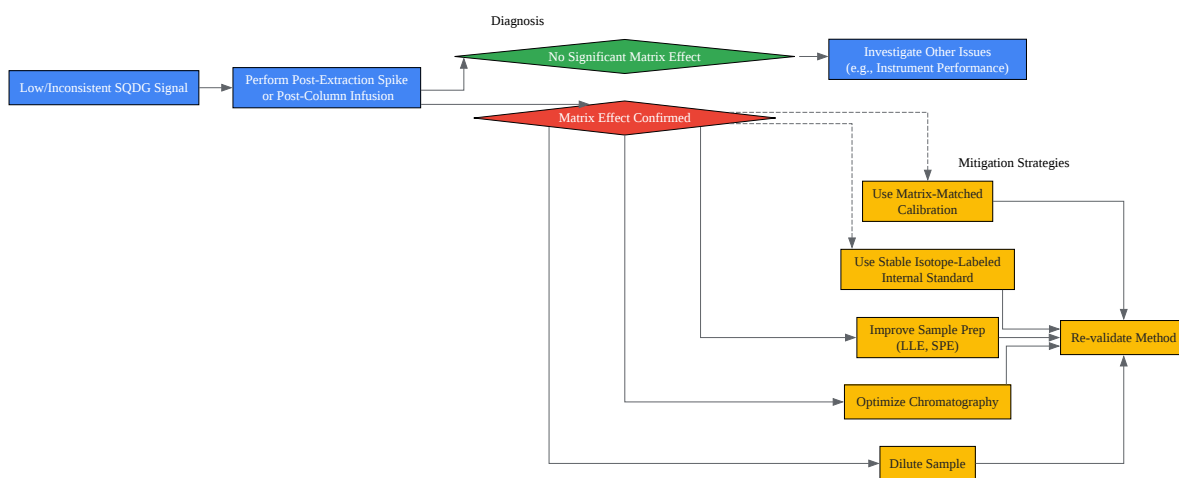 Diagnosis
Low/Inconsistent SQDG Signal
Perform Post-Extraction Spike
or Post-Column Infusion
No Significant Matrix Effect
Investigate Other Issues
(e.g., Instrument Performance)
Matrix Effect Confirmed
Mitigation Strategies
Use Matrix-Matched
Calibration
Use Stable Isotope-Labeled
Internal Standard
Improve Sample Prep
(LLE, SPE)
Re-validate Method
Optimize Chromatography
Dilute Sample